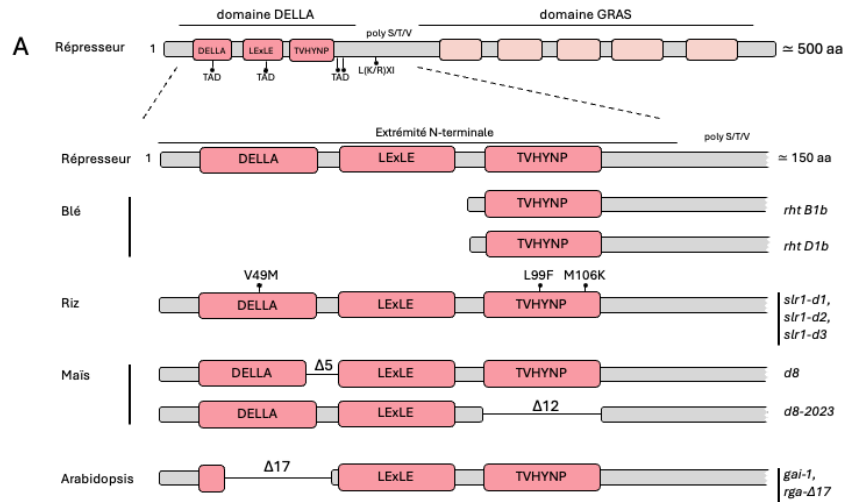 domaine DELLA domaine GRAS
A
poly S/T/V
Répresseur 1 DELLA LExLE TVHYNP ≃ 500 aa
TAD TAD TAD L(K/R)XI
Extrémité N-terminale poly S/T/V
Répresseur 1 DELLA LExLE TVHYNP ≃ 150 aa
Blé TVHYNP rht B1b
TVHYNP rht D1b
V49M L99F M106K
Riz DELLA LExLE TVHYNP slr1-d1,
slr1-d2,
slr1-d3
Δ5
Maïs DELLA LExLE TVHYNP d8
DELLA LExLE Δ12 d8-2023
Arabidopsis Δ17 LExLE TVHYNP gai-1,
rga-Δ17